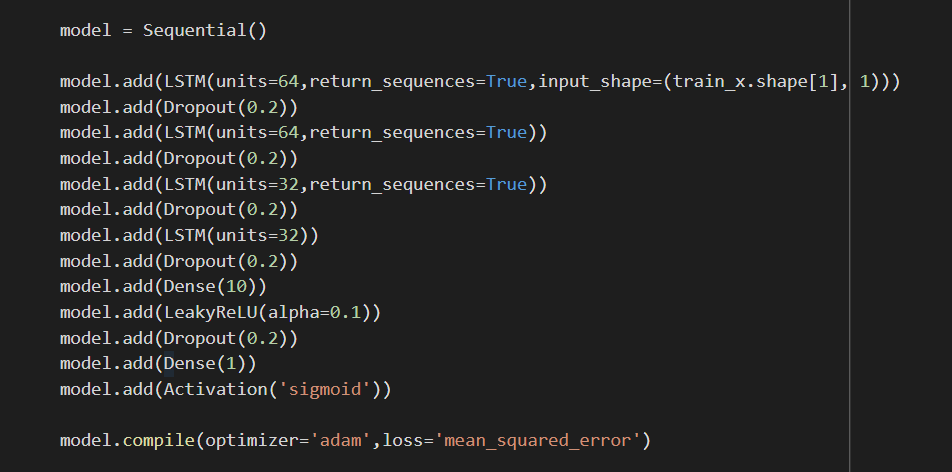 model = Sequential()
model.add(LSTM(units=64,return_sequences=True,input_shape=(train_x.shape[1], 1)))
model.add(Dropout(0.2))
model.add(LSTM(units=64,return_sequences=True))
model.add(Dropout(0.2))
model.add(LSTM(units=32,return_sequences=True))
model.add(Dropout(0.2))
model.add(LSTM(units=32))
model.add(Dropout(0.2))
model.add(Dense(10))
model.add(LeakyReLU(alpha=0.1))
model.add(Dropout(0.2))
model.add(Dense(1))
model.add(Activation('sigmoid'))
model.compile(optimizer='adam',loss='mean_squared_error')